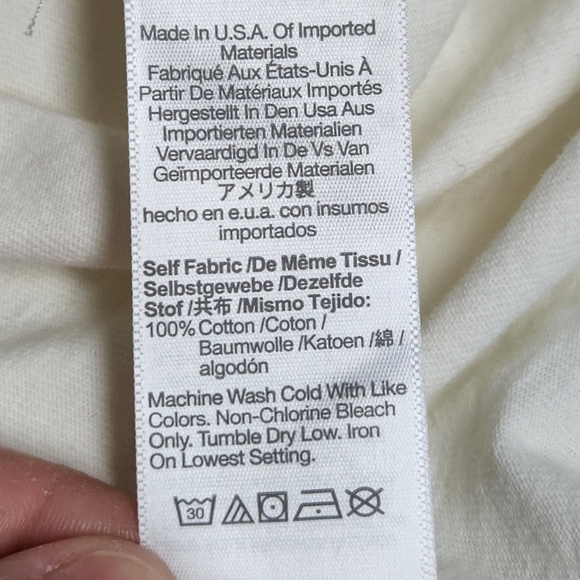 Made In U.S.A. Of Imported
Materials
Fabriqué Aux États-Unis À
Partir De Matériaux Importés
Hergestellt In Den Usa Aus
Importierten Materialien
Vervaardigd In De Vs Van
Geïmporteerde Materialen
アメリカ製
hecho en e.u.a. con insumos
importados
Self Fabric /De Même Tissu /
Selbstgewebe /Dezelfde
Stof /共布 /Mismo Tejido:
100% Cotton /Coton /
Baumwolle /Katoen /綿 /
algodón
Machine Wash Cold With Like
Colors. Non-Chlorine Bleach
Only. Tumble Dry Low. Iron
On Lowest Setting.
30